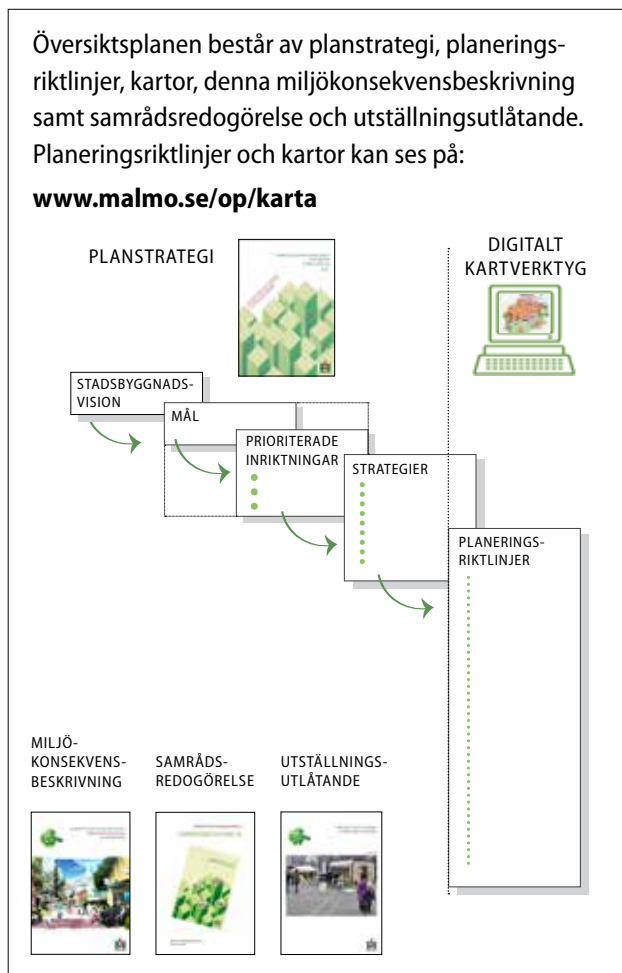 Översiktsplanen består av planstrategi, planerings-
riktlinjer, kartor, denna miljökonsekvensbeskrivning
samt samrådsredogörelse och utställningsutlåtande.
Planeringsriktlinjer och kartor kan ses på:
www.malmo.se/op/karta
PLANSTRATEGI
DIGITALT
KARTVERKTYG
STADSBYGGNADS-
VISION
MÅL
PRIORITERADE
INRIKTNINGAR
STRATEGIER
PLANERINGS-
RIKTLINJER
MILJÖ-
KONSEKVENS-
BESKRIVNING
SAMRÅDS-
REDOGÖRELSE
UTSTÄLLNINGS-
UTLÅTANDE